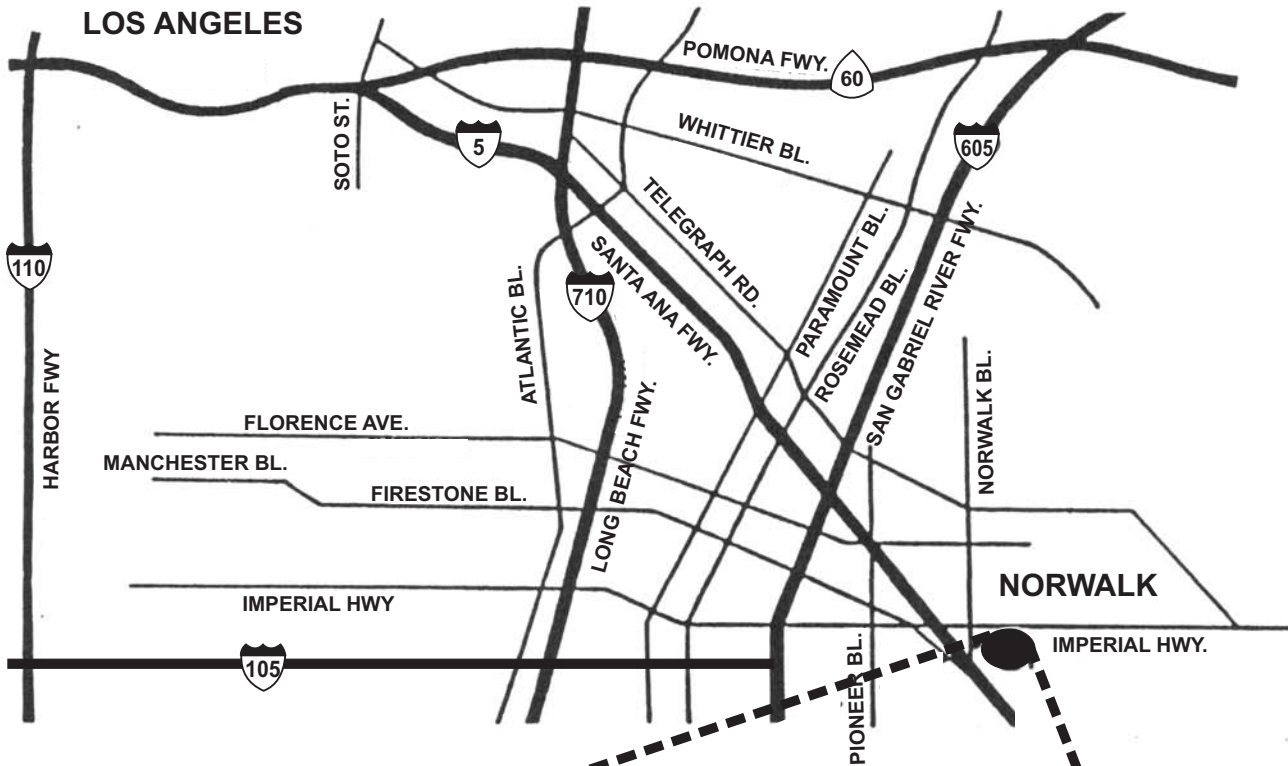 LOS ANGELES
POMONA FWY.
60
SOTO ST.
5
WHITTIER BL.
605
TELEGRAPH RD.
PARAMOUNT BL.
110
SANTA ANA FWY.
ROSEMEAD BL.
SAN GABRIEL RIVER FWY.
710
ATLANTIC BL.
HARBOR FWY
NORWALK BL.
FLORENCE AVE.
LONG BEACH FWY.
MANCHESTER BL.
FIRESTONE BL.
NORWALK
IMPERIAL HWY
IMPERIAL HWY.
105
PIONEER BL.